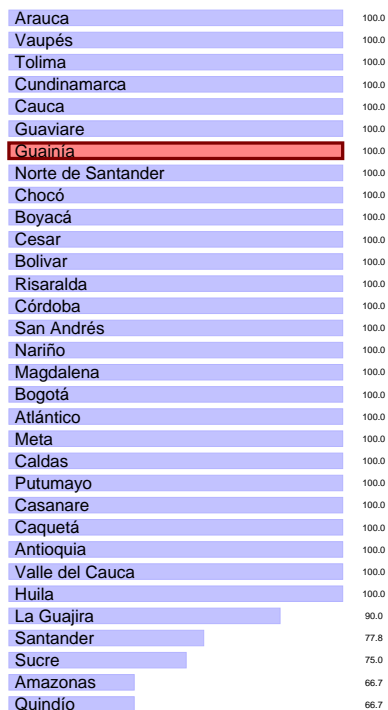 Arauca 100.0
Vaupés 100.0
Tolima 100.0
Cundinamarca 100.0
Cauca 100.0
Guaviare 100.0
Guainía 100.0
Norte de Santander 100.0
Chocó 100.0
Boyacá 100.0
Cesar 100.0
Bolivar 100.0
Risaralda 100.0
Córdoba 100.0
San Andrés 100.0
Nariño 100.0
Magdalena 100.0
Bogotá 100.0
Atlántico 100.0
Meta 100.0
Caldas 100.0
Putumayo 100.0
Casanare 100.0
Caquetá 100.0
Antioquia 100.0
Valle del Cauca 100.0
Huila 100.0
La Guajira 90.0
Santander 77.8
Sucre 75.0
Amazonas 66.7
Quindío 66.7